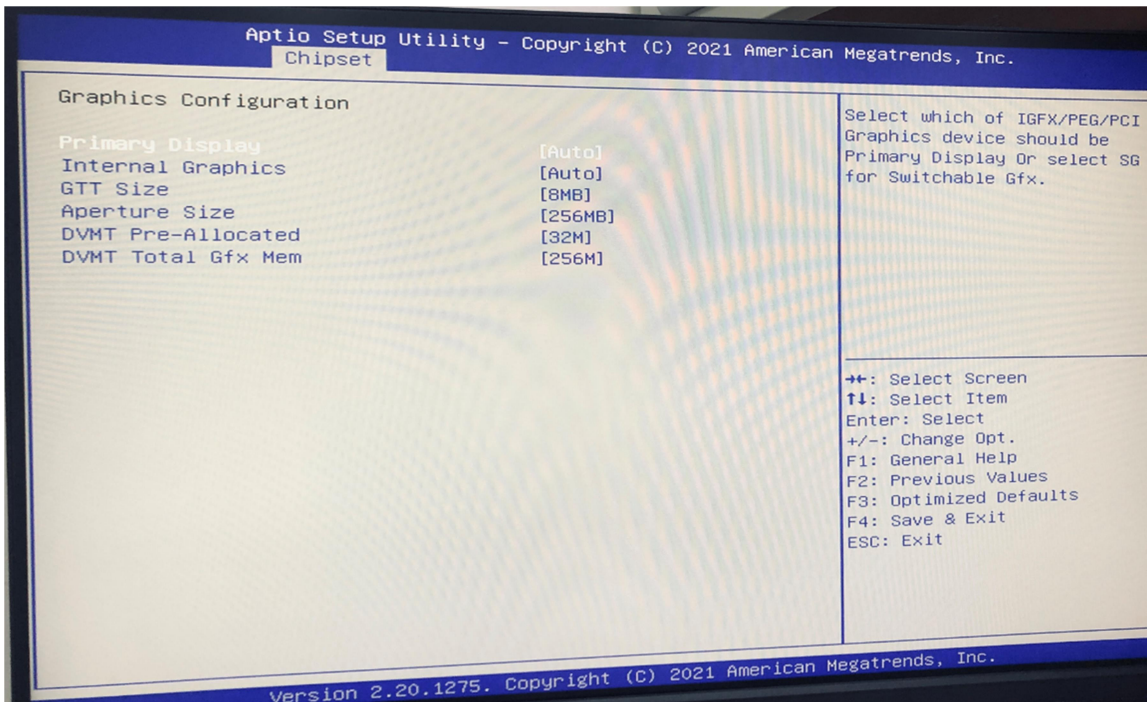 Aptio Setup Utility – Copyright (C) 2021 American Megatrends, Inc.
Chipset
Graphics Configuration
Primary Display [Auto]
Internal Graphics [Auto]
GTT Size [8MB]
Aperture Size [256MB]
DVMT Pre-Allocated [32M]
DVMT Total Gfx Mem [256M]
Select which of IGFX/PEG/PCI
Graphics device should be
Primary Display Or select SG
for Switchable Gfx.
→←: Select Screen
↑↓: Select Item
Enter: Select
+/-: Change Opt.
F1: General Help
F2: Previous Values
F3: Optimized Defaults
F4: Save & Exit
ESC: Exit
Version 2.20.1275. Copyright (C) 2021 American Megatrends, Inc.